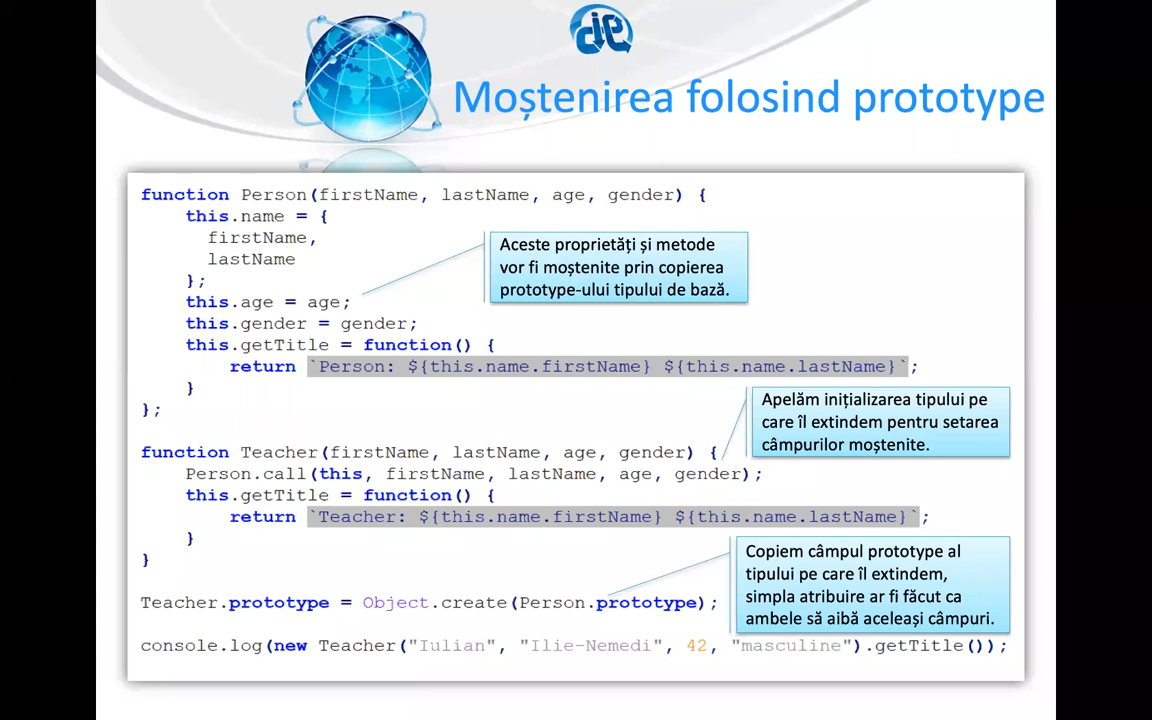 Moștenirea folosind prototype
function Person(firstName, lastName, age, gender) {
this.name = {
firstName,
lastName
};
this.age = age;
this.gender = gender;
this.getTitle = function() {
return `Person: ${this.name.firstName} ${this.name.lastName}`;
}
};
Aceste proprietăți și metode
vor fi moștenite prin copierea
prototype-ului tipului de bază.
function Teacher(firstName, lastName, age, gender) {
Person.call(this, firstName, lastName, age, gender);
this.getTitle = function() {
return `Teacher: ${this.name.firstName} ${this.name.lastName}`;
}
}
Apelăm inițializarea tipului pe
care îl extindem pentru setarea
câmpurilor moștenite.
Teacher.prototype = Object.create(Person.prototype);
Copiem câmpul prototype al
tipului pe care îl extindem,
simpla atribuire ar fi făcut ca
ambele să aibă aceleași câmpuri.
console.log(new Teacher("Iulian", "Ilie-Nemedi", 42, "masculine").getTitle());